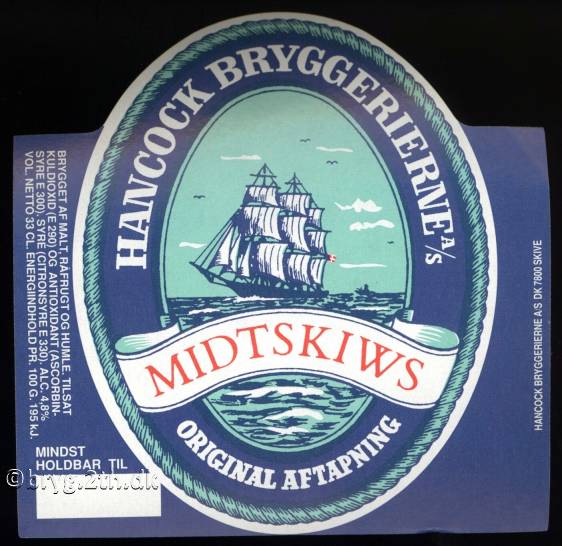 HANCOCK BRYGGERIERNE A/S
MIDTSKIWS
ORIGINAL AFTAPNING
BRYGGET AF MALT, RÅFRUGT OG HUMLE. TILSAT
KULDIOXID (E 290) OG ANTIOXIDANT (ASCORBIN-
SYRE E 300), SYRE (CITRONSYRE E 330). ALC. 4,8%
VOL. NETTO 33 CL. ENERGIINDHOLD PR. 100 G. 195 kJ.
MINDST
HOLDBAR TIL
HANCOCK BRYGGERIERNE A/S DK 7800 SKIVE
© bryg.2th.dk